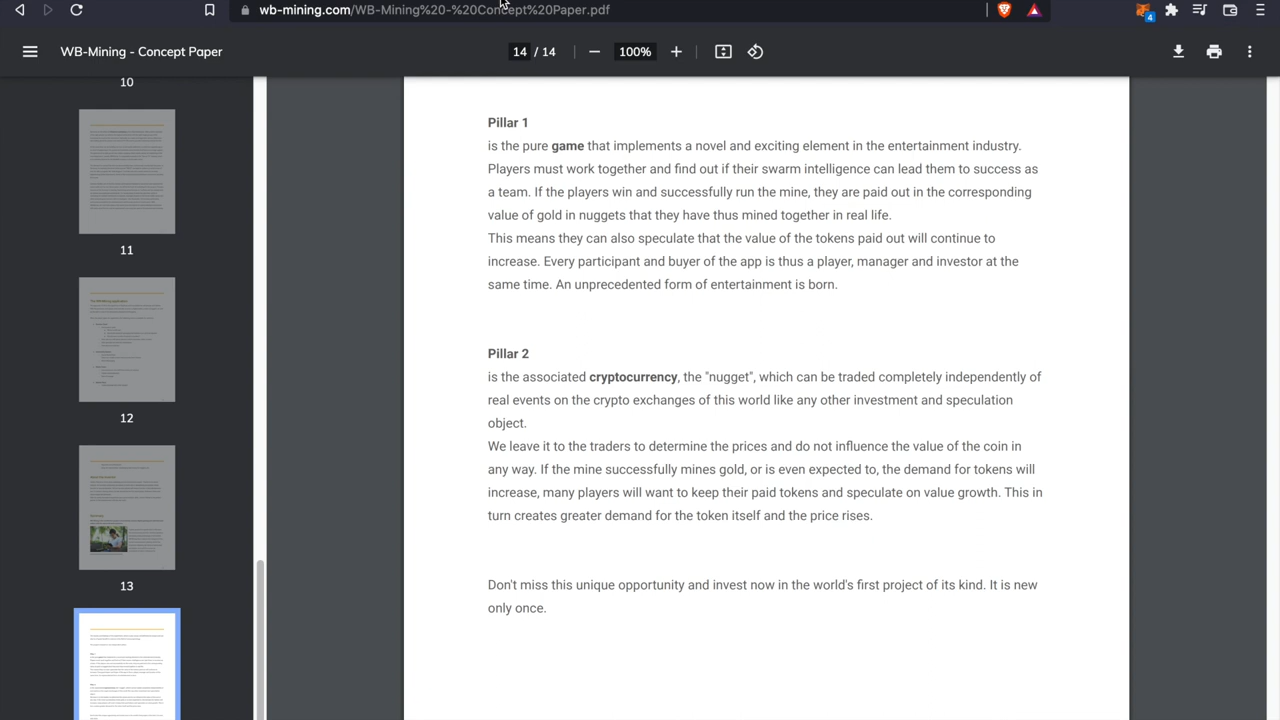 wb-mining.com/WB-Mining%20-%20Concept%20Paper.pdf
4
WB-Mining - Concept Paper
14 / 14
100%
10
11
12
13
Pillar 1
is the pure game that implements a novel and exciting element in the entertainment industry.
Players must work together and find out if their swarm intelligence can lead them to success as
a team. If the players win and successfully run the mine, they are paid out in the corresponding
value of gold in nuggets that they have thus mined together in real life.
This means they can also speculate that the value of the tokens paid out will continue to
increase. Every participant and buyer of the app is thus a player, manager and investor at the
same time. An unprecedented form of entertainment is born.
Pillar 2
is the associated cryptocurrency, the "nugget", which can be traded completely independently of
real events on the crypto exchanges of this world like any other investment and speculation
object.
We leave it to the traders to determine the prices and do not influence the value of the coin in
any way. If the mine successfully mines gold, or is even expected to, the demand for tokens will
increase, many players will want to keep their paid tokens and speculate on value growth. This in
turn creates greater demand for the token itself and the price rises.
Don't miss this unique opportunity and invest now in the world's first project of its kind. It is new
only once.